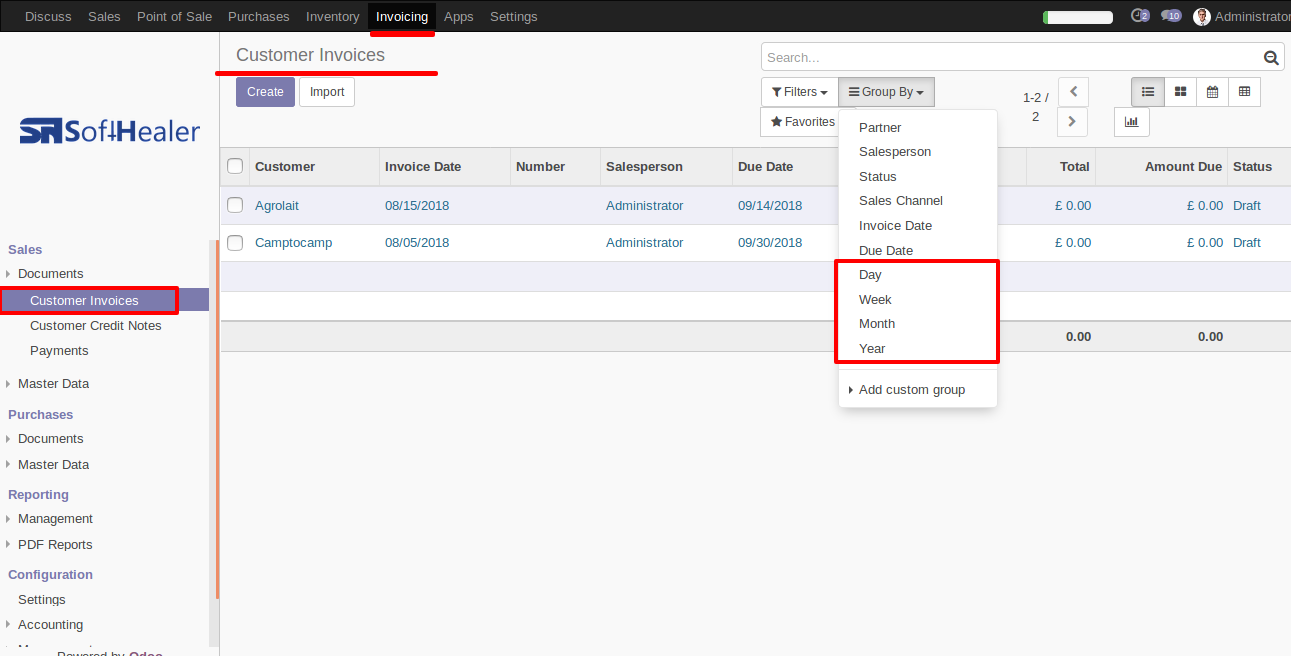 Discuss Sales Point of Sale Purchases Inventory Invoicing Apps Settings 2 10 Administrator
SHSoftHealer
Sales
Documents
Customer Invoices
Customer Credit Notes
Payments
Master Data
Purchases
Documents
Master Data
Reporting
Management
PDF Reports
Configuration
Settings
Accounting
Powered by Odoo
Customer Invoices
Search...
Create Import
Filters Group By
Favorites
1-2 /
2
Partner
Salesperson
Status
Sales Channel
Invoice Date
Due Date
Day
Week
Month
Year
Add custom group
Customer Invoice Date Number Salesperson Due Date Total Amount Due Status
Agrolait 08/15/2018 Administrator 09/14/2018 £ 0.00 £ 0.00 Draft
Camptocamp 08/05/2018 Administrator 09/30/2018 £ 0.00 £ 0.00 Draft
0.00 0.00